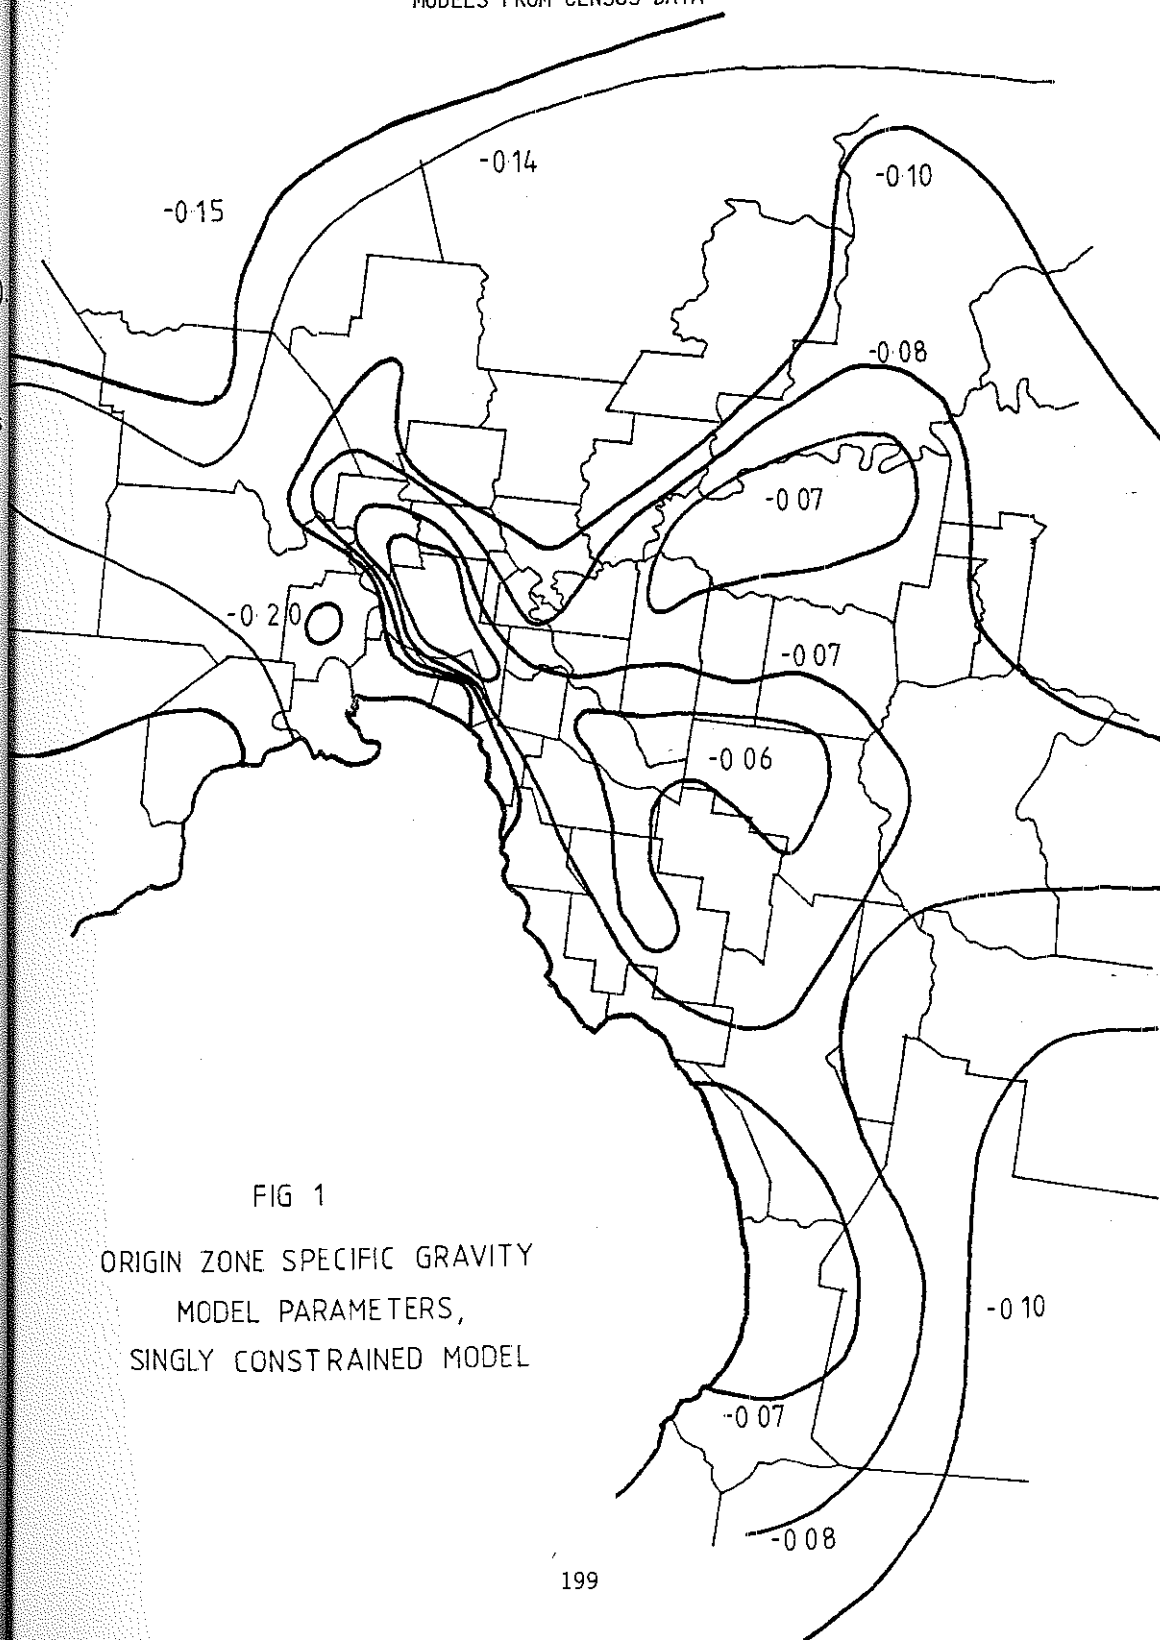 MODELS FROM CENSUS DATA
-0·14
-0·10
-0·15
-0·08
-0 07
-0·20
-0 07
-0 06
FIG 1
ORIGIN ZONE SPECIFIC GRAVITY
MODEL PARAMETERS,
SINGLY CONSTRAINED MODEL
-0 10
-0 07
-0 08
199